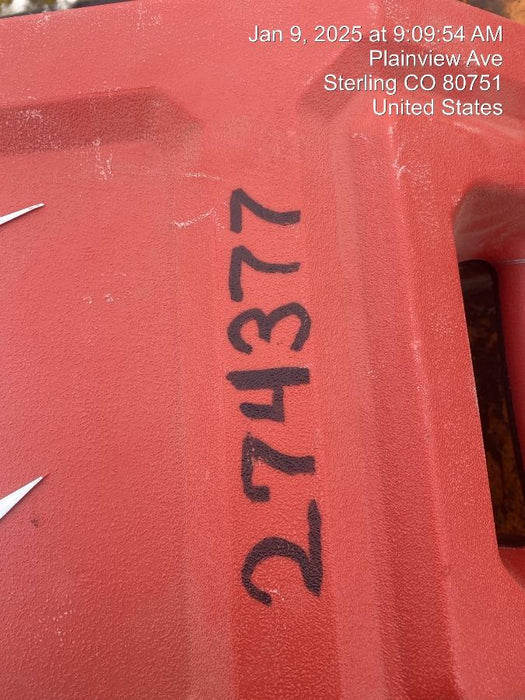 Jan 9, 2025 at 9:09:54 AM
Plainview Ave
Sterling CO 80751
United States
274377